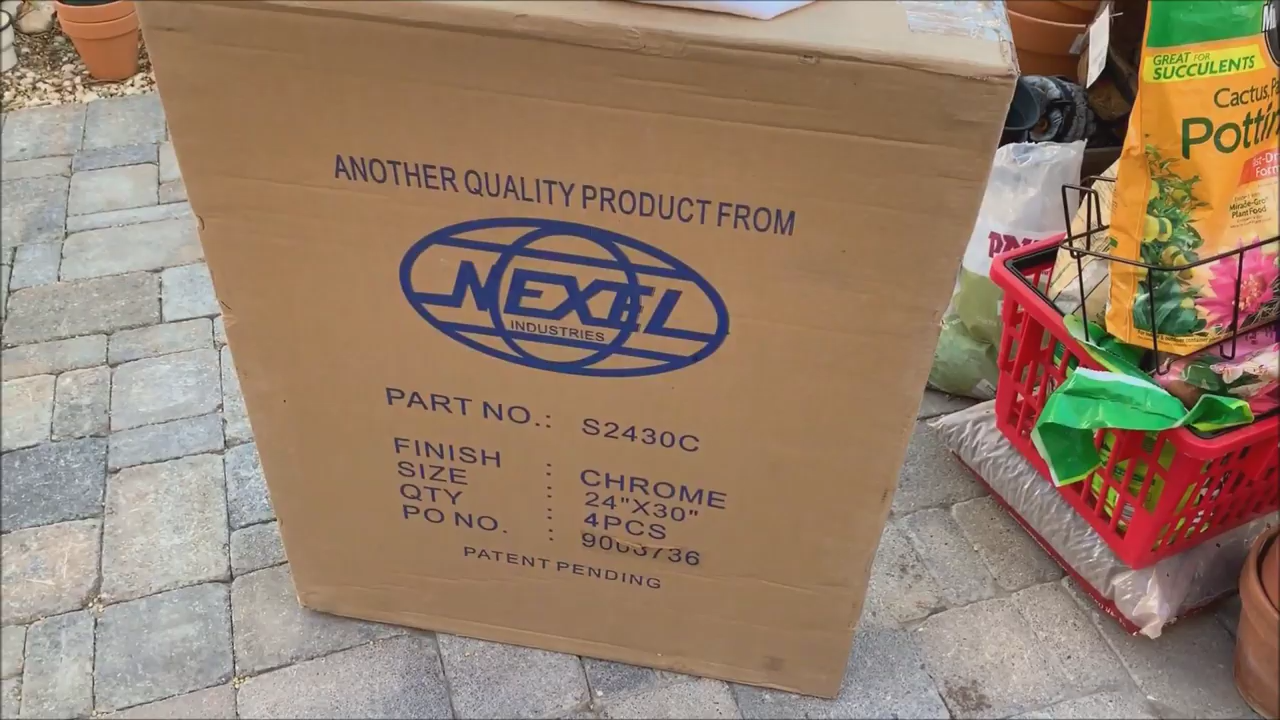 ANOTHER QUALITY PRODUCT FROM
NEXEL
INDUSTRIES
PART NO.: S2430C
FINISH : CHROME
SIZE : 24"X30"
QTY : 4PCS
PO NO. :
PATENT PENDING
GREAT FOR
SUCCULENTS
Cactus,
Miracle-Gro
Plant Food